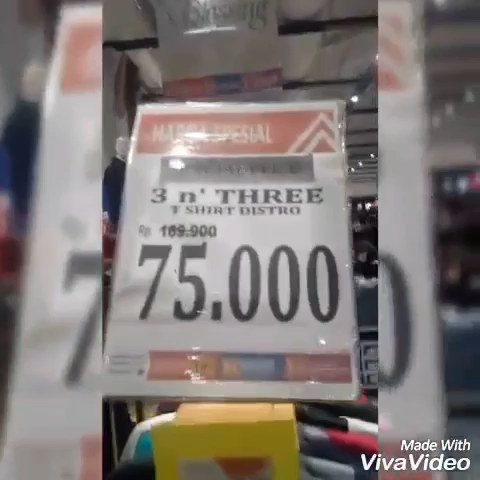 HARGA SPESIAL
3 n' THREE
T SHIRT DISTRO
Rp 169.900
75.000
Made With
VivaVideo